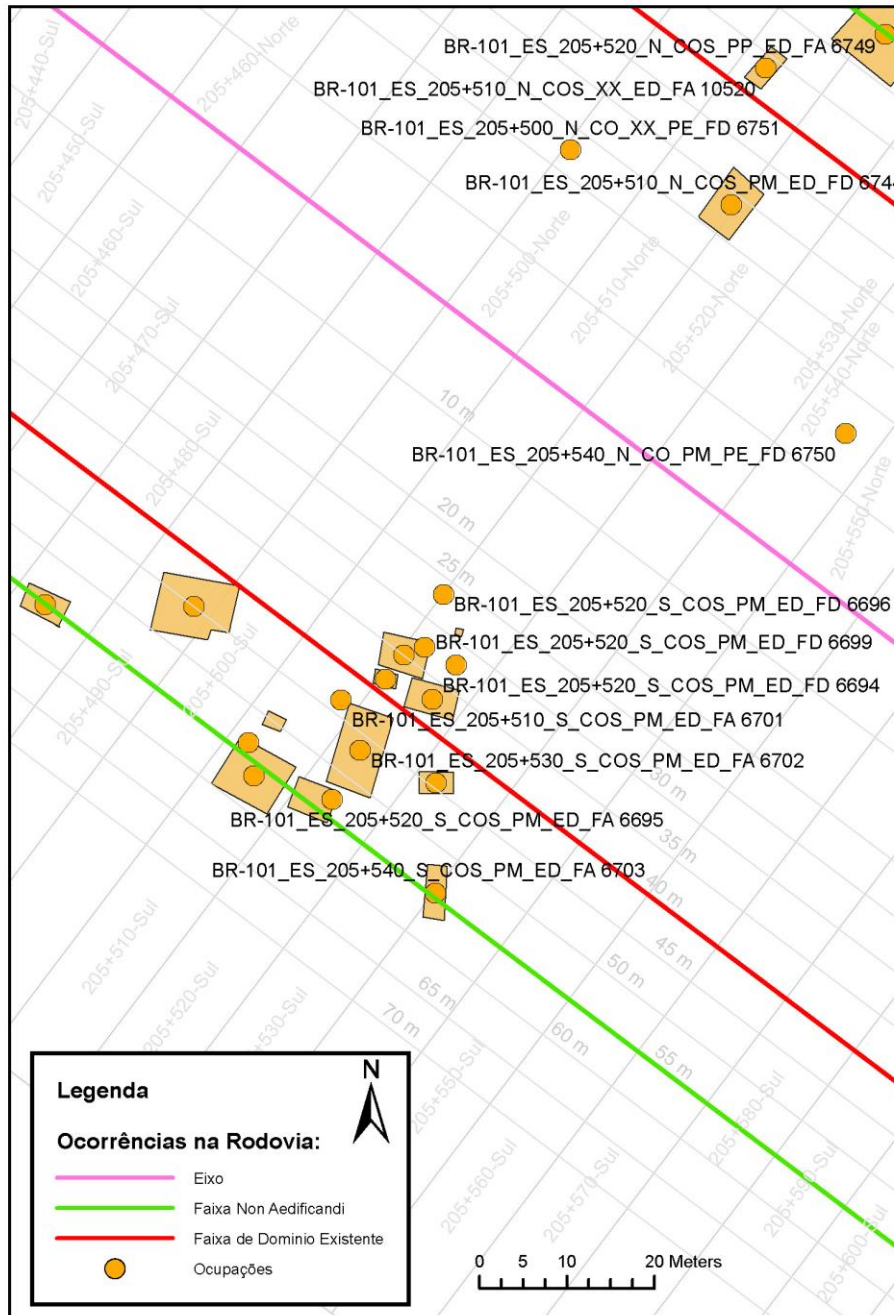 BR-101_ES_205+520_N_COS_PP_ED_FA 6749
205+440-Sul
205+460-Norte
BR-101_ES_205+510_N_COS_XX_ED_FA 10520
BR-101_ES_205+500_N_CO_XX_PE_FD 6751
205+450-Sul
BR-101_ES_205+510_N_COS_PM_ED_FD 6744
205+460-Sul
205+500-Norte
205+510-Norte
205+520-Norte
205+530-Norte
205+470-Sul
205+540-Norte
10 m
BR-101_ES_205+540_N_CO_PM_PE_FD 6750
205+480-Sul
20 m
205+550-Norte
25 m
BR-101_ES_205+520_S_COS_PM_ED_FD 6696
BR-101_ES_205+520_S_COS_PM_ED_FD 6699
205+490-Sul
205+500-Sul
BR-101_ES_205+520_S_COS_PM_ED_FD 6694
BR-101_ES_205+510_S_COS_PM_ED_FA 6701
BR-101_ES_205+530_S_COS_PM_ED_FA 6702
30 m
BR-101_ES_205+520_S_COS_PM_ED_FA 6695
35 m
BR-101_ES_205+540_S_COS_PM_ED_FA 6703
40 m
205+510-Sul
45 m
50 m
65 m
205+520-Sul
70 m
+530-Sul
60 m
55 m
205+550-Sul
205+580-Sul
205+560-Sul
205+570-Sul
205+590-Sul
205+600-Sul
N
Legenda
Ocorrências na Rodovia:
Eixo
Faixa Non Aedificandi
Faixa de Dominio Existente
Ocupações
0 5 10 20 Meters